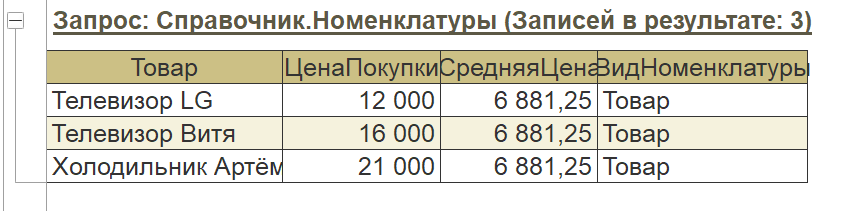 Запрос: Справочник.Номенклатуры (Записей в результате: 3)
Товар ЦенаПокупки СредняяЦена ВидНоменклатуры
Телевизор LG 12 000 6 881,25 Товар
Телевизор Витя 16 000 6 881,25 Товар
Холодильник Артём 21 000 6 881,25 Товар